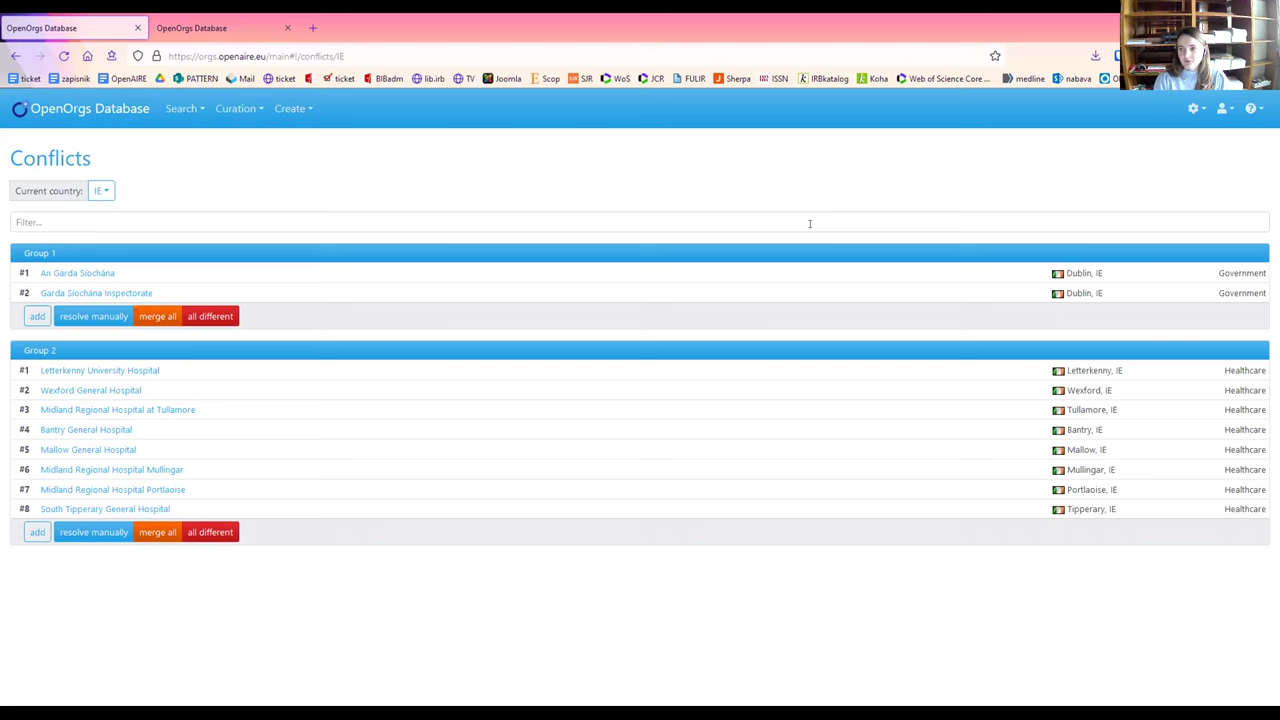 OpenOrgs Database
OpenOrgs Database
https://orgs.openaire.eu/main#!/conflicts/IE
ticket zapisnik OpenAIRE PATTERN Mail ticket ticket BIBadm lib.irb TV Joomla Scop SJR WoS JCR FULIR Sherpa ISSN IRBkatalog Koha Web of Science Core ... medline nabava
OpenOrgs Database Search Curation Create
Conflicts
Current country: IE
Filter...
Group 1
#1 An Garda Síochána Dublin, IE Government
#2 Garda Síochána Inspectorate Dublin, IE Government
add resolve manually merge all all different
Group 2
#1 Letterkenny University Hospital Letterkenny, IE Healthcare
#2 Wexford General Hospital Wexford, IE Healthcare
#3 Midland Regional Hospital at Tullamore Tullamore, IE Healthcare
#4 Bantry General Hospital Bantry, IE Healthcare
#5 Mallow General Hospital Mallow, IE Healthcare
#6 Midland Regional Hospital Mullingar Mullingar, IE Healthcare
#7 Midland Regional Hospital Portlaoise Portlaoise, IE Healthcare
#8 South Tipperary General Hospital Tipperary, IE Healthcare
add resolve manually merge all all different